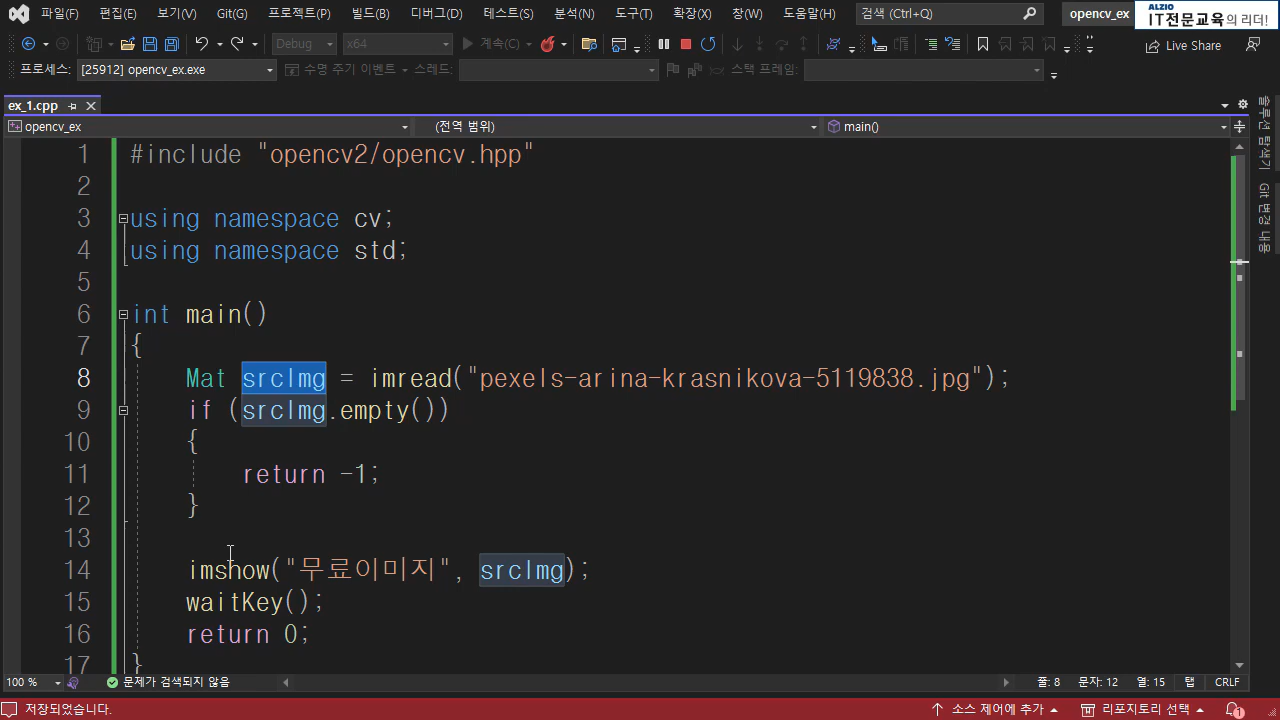 파일(F) 편집(E) 보기(V) Git(G) 프로젝트(P) 빌드(B) 디버그(D) 테스트(S) 분석(N) 도구(T) 확장(X) 창(W) 도움말(H) 검색 (Ctrl+Q) opencv_ex
ALZIO
IT전문교육의 리더!
Debug x64 계속(C) Live Share
프로세스: [25912] opencv_ex.exe 수명 주기 이벤트 스레드: 스택 프레임:
ex_1.cpp
opencv_ex (전역 범위) main()
솔루션 탐색기
Git 변경 내용
1 #include "opencv2/opencv.hpp"
2
3 using namespace cv;
4 using namespace std;
5
6 int main()
7 {
8 Mat srcImg = imread("pexels-arina-krasnikova-5119838.jpg");
9 if (srcImg.empty())
10 {
11 return -1;
12 }
13
14 imshow("무료이미지", srcImg);
15 waitKey();
16 return 0;
17 }
100 % 문제가 검색되지 않음 줄: 8 문자: 12 열: 15 탭 CRLF
저장되었습니다. 소스 제어에 추가 리포지토리 선택 1